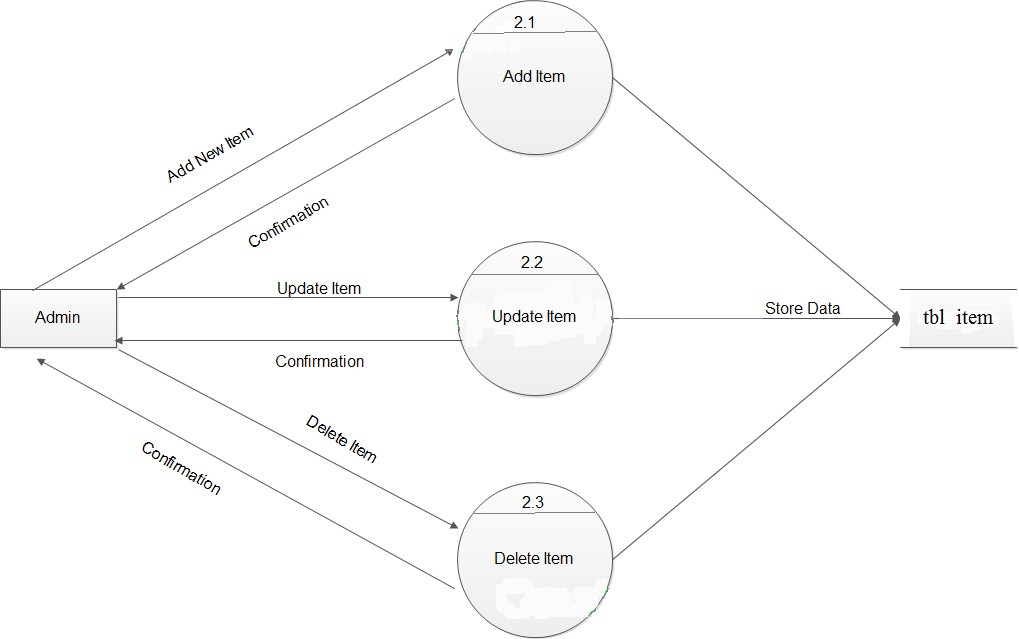 2.1
Add Item
Add New Item
Confirmation
2.2
Update Item
Admin
Update Item
Store Data
tbl item
Confirmation
Delete Item
Confirmation
2.3
Delete Item